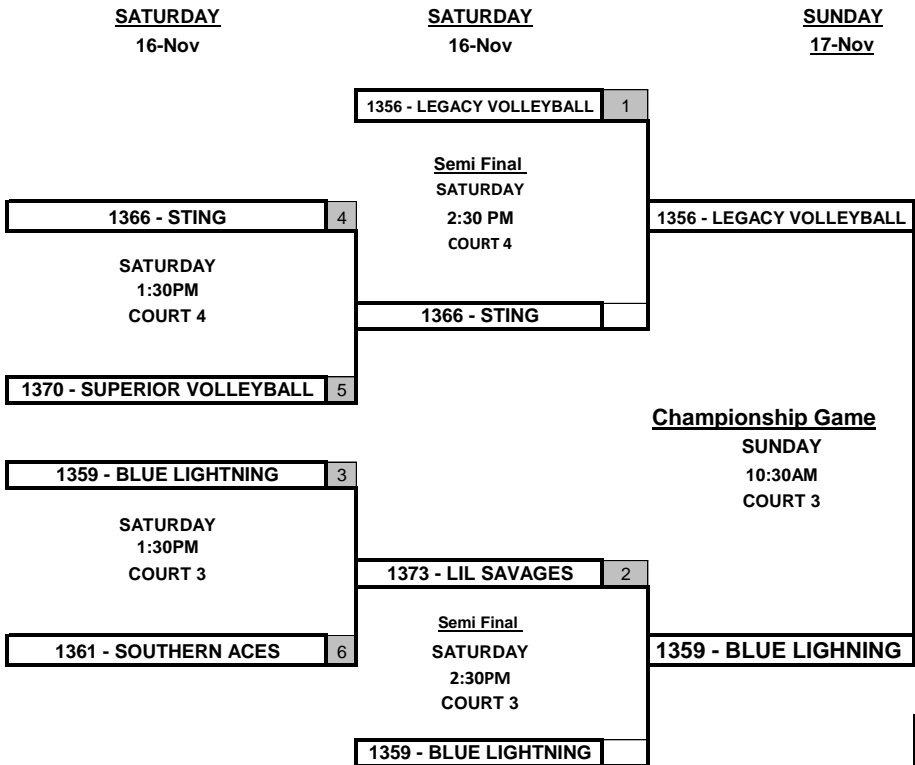 SATURDAY SATURDAY SUNDAY
16-Nov 16-Nov 17-Nov
1356 - LEGACY VOLLEYBALL 1
Semi Final
SATURDAY
1366 - STING 4 2:30 PM 1356 - LEGACY VOLLEYBALL
COURT 4
SATURDAY
1:30PM
COURT 4 1366 - STING
1370 - SUPERIOR VOLLEYBALL 5
Championship Game
SUNDAY
1359 - BLUE LIGHTNING 3 10:30AM
COURT 3
SATURDAY
1:30PM
COURT 3 1373 - LIL SAVAGES 2
Semi Final
1361 - SOUTHERN ACES 6 SATURDAY 1359 - BLUE LIGHNING
2:30PM
COURT 3
1359 - BLUE LIGHTNING